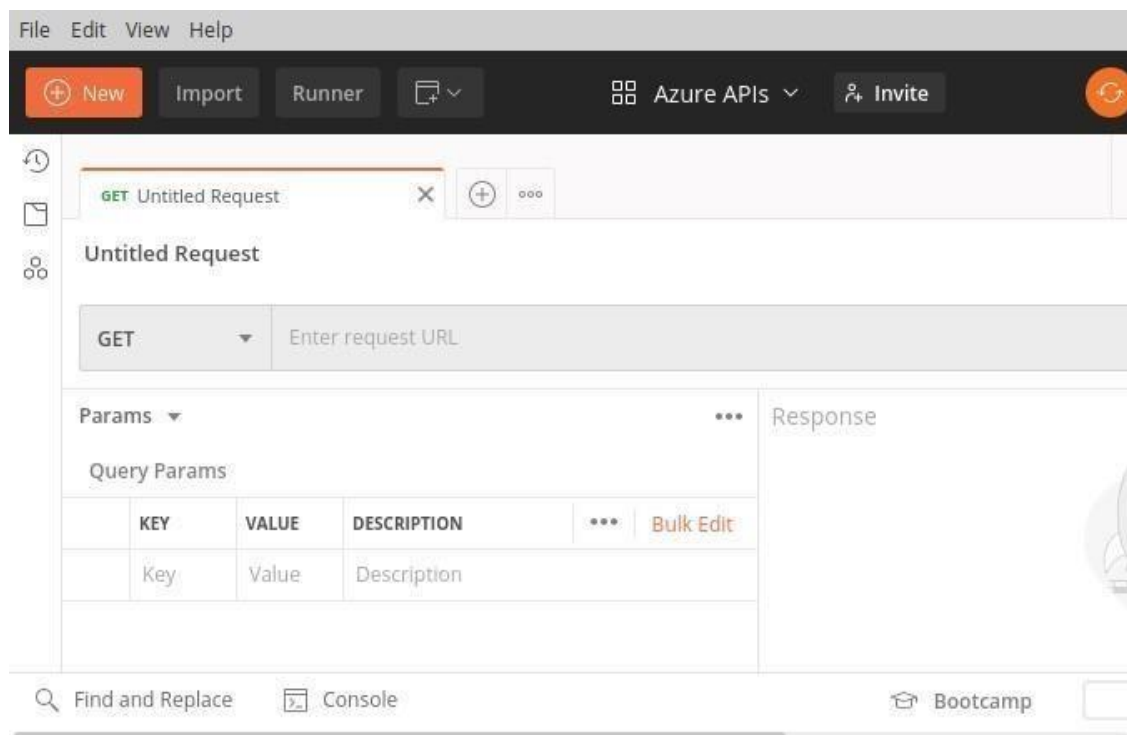 File Edit View Help
New Import Runner Azure APIs Invite
GET Untitled Request
Untitled Request
GET Enter request URL
Params Response
Query Params
KEY VALUE DESCRIPTION Bulk Edit
Key Value Description
Find and Replace Console Bootcamp